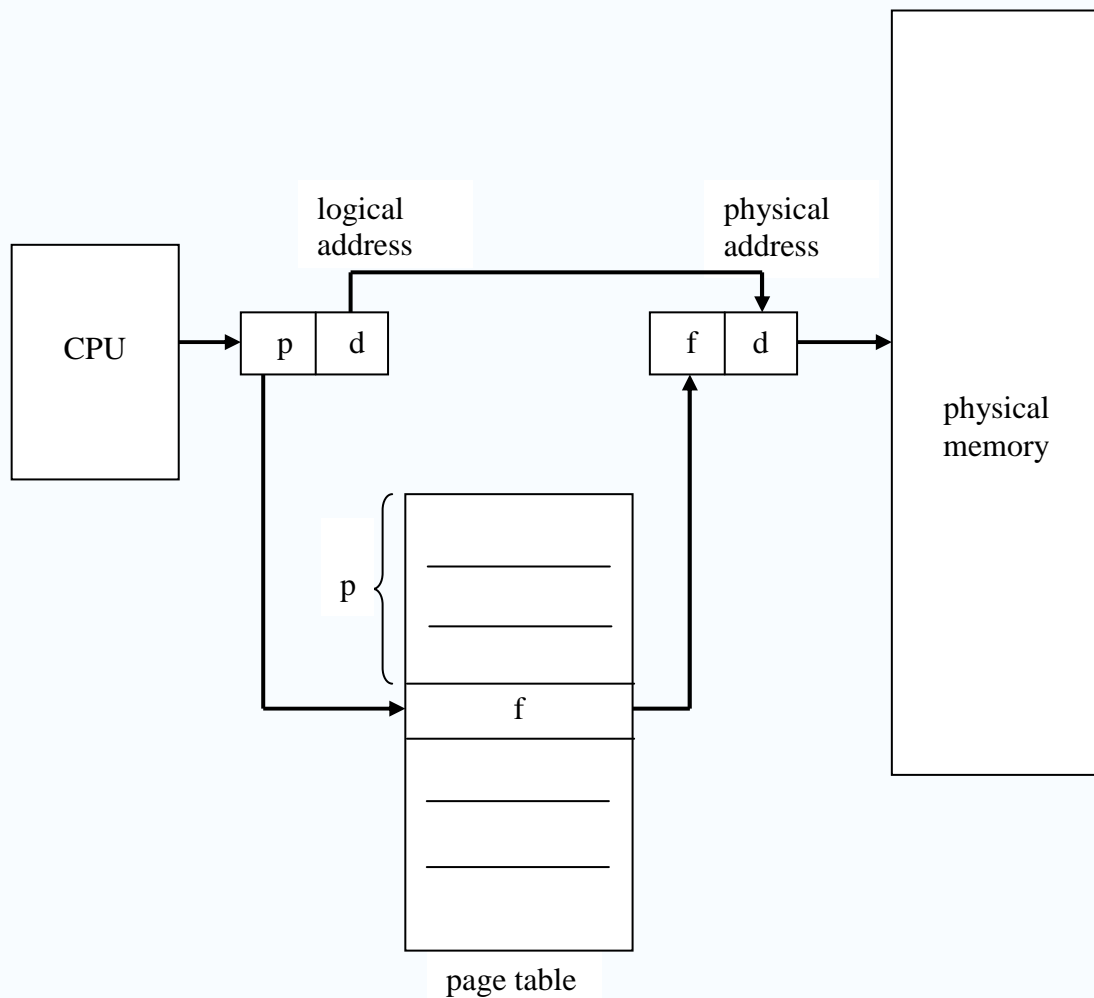 logical
address
physical
address
CPU
p
d
f
d
physical
memory
p
f
page table